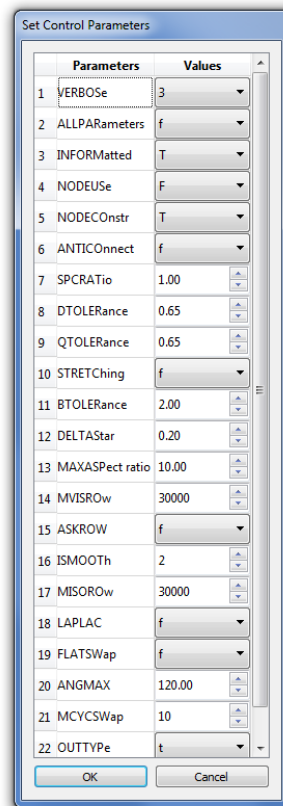 Set Control Parameters
Parameters Values
1 VERBOSe 3
2 ALLPARameters f
3 INFORMatted T
4 NODEUSe F
5 NODECOnstr T
6 ANTICOnnect f
7 SPCRATio 1.00
8 DTOLERance 0.65
9 QTOLERance 0.65
10 STRETChing f
11 BTOLERance 2.00
12 DELTAStar 0.20
13 MAXASPect ratio 10.00
14 MVISROw 30000
15 ASKROW f
16 ISMOOTh 2
17 MISOROw 30000
18 LAPLAC f
19 FLATSWap f
20 ANGMAX 120.00
21 MCYCSWap 10
22 OUTTYPe t
OK Cancel